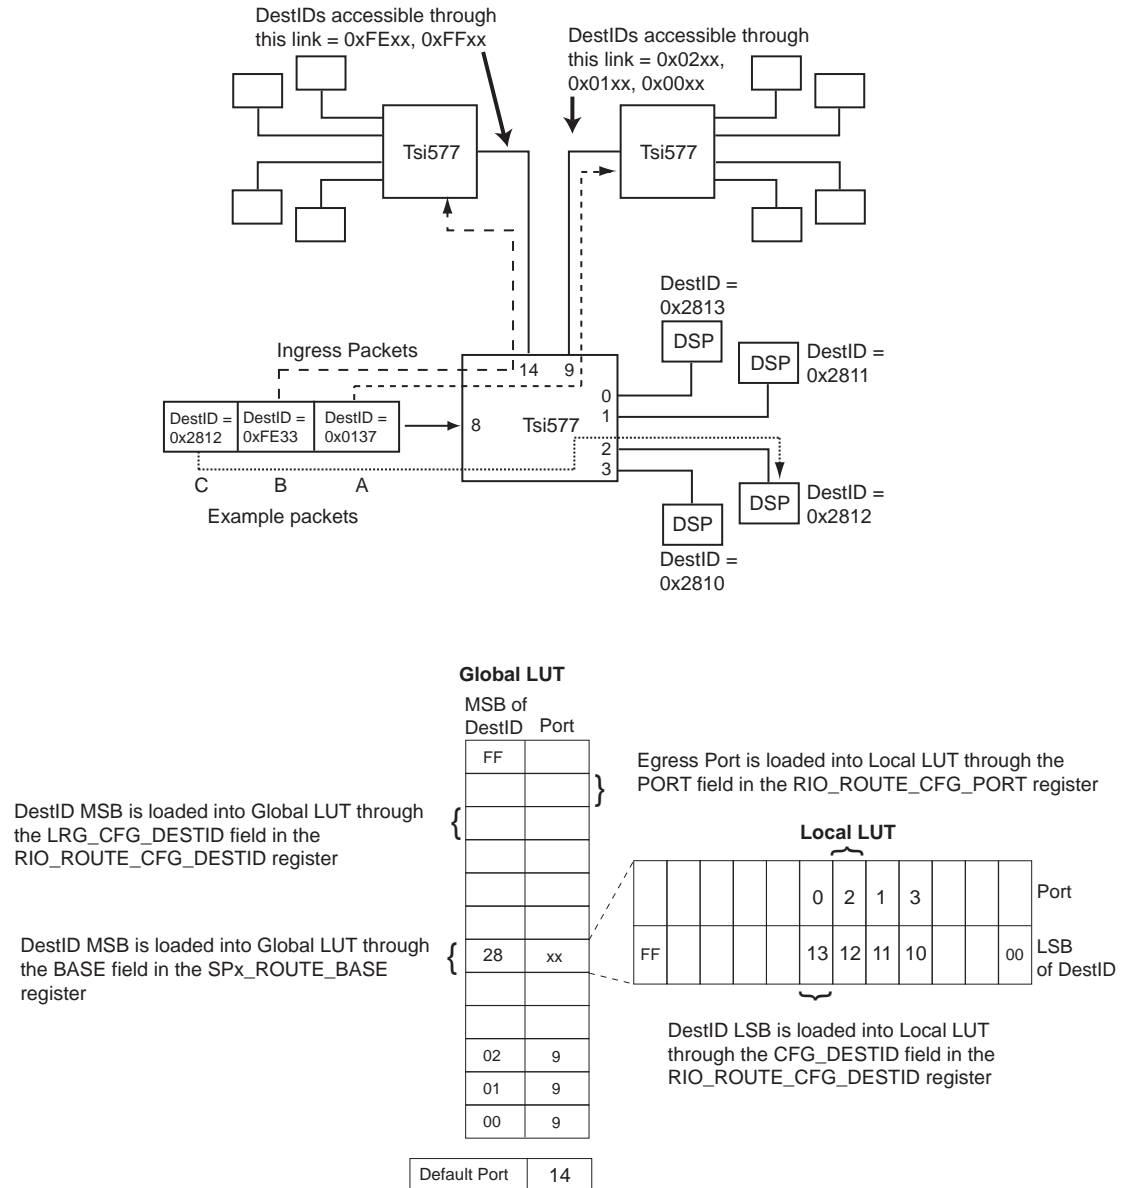 DestIDs accessible through
this link = 0xFExx, 0xFFxx
DestIDs accessible through
this link = 0x02xx,
0x01xx, 0x00xx
Tsi577
Tsi577
DestID =
0x2813
DSP
DSP
DestID =
0x2811
Ingress Packets
14 9
0
1
2
3
8 Tsi577
DestID =
0x2812
DestID =
0xFE33
DestID =
0x0137
C B A
Example packets
DSP
DestID =
0x2812
DSP
DestID =
0x2810
Global LUT
MSB of
DestID Port
FF
Egress Port is loaded into Local LUT through the
PORT field in the RIO_ROUTE_CFG_PORT register
}
DestID MSB is loaded into Global LUT through
the LRG_CFG_DESTID field in the
RIO_ROUTE_CFG_DESTID register
{
Local LUT
0 2 1 3 Port
FF 13 12 11 10 00 LSB
of DestID
DestID MSB is loaded into Global LUT through
the BASE field in the SPx_ROUTE_BASE
register
{
28 xx
DestID LSB is loaded into Local LUT
through the CFG_DESTID field in the
RIO_ROUTE_CFG_DESTID register
02 9
01 9
00 9
Default Port 14